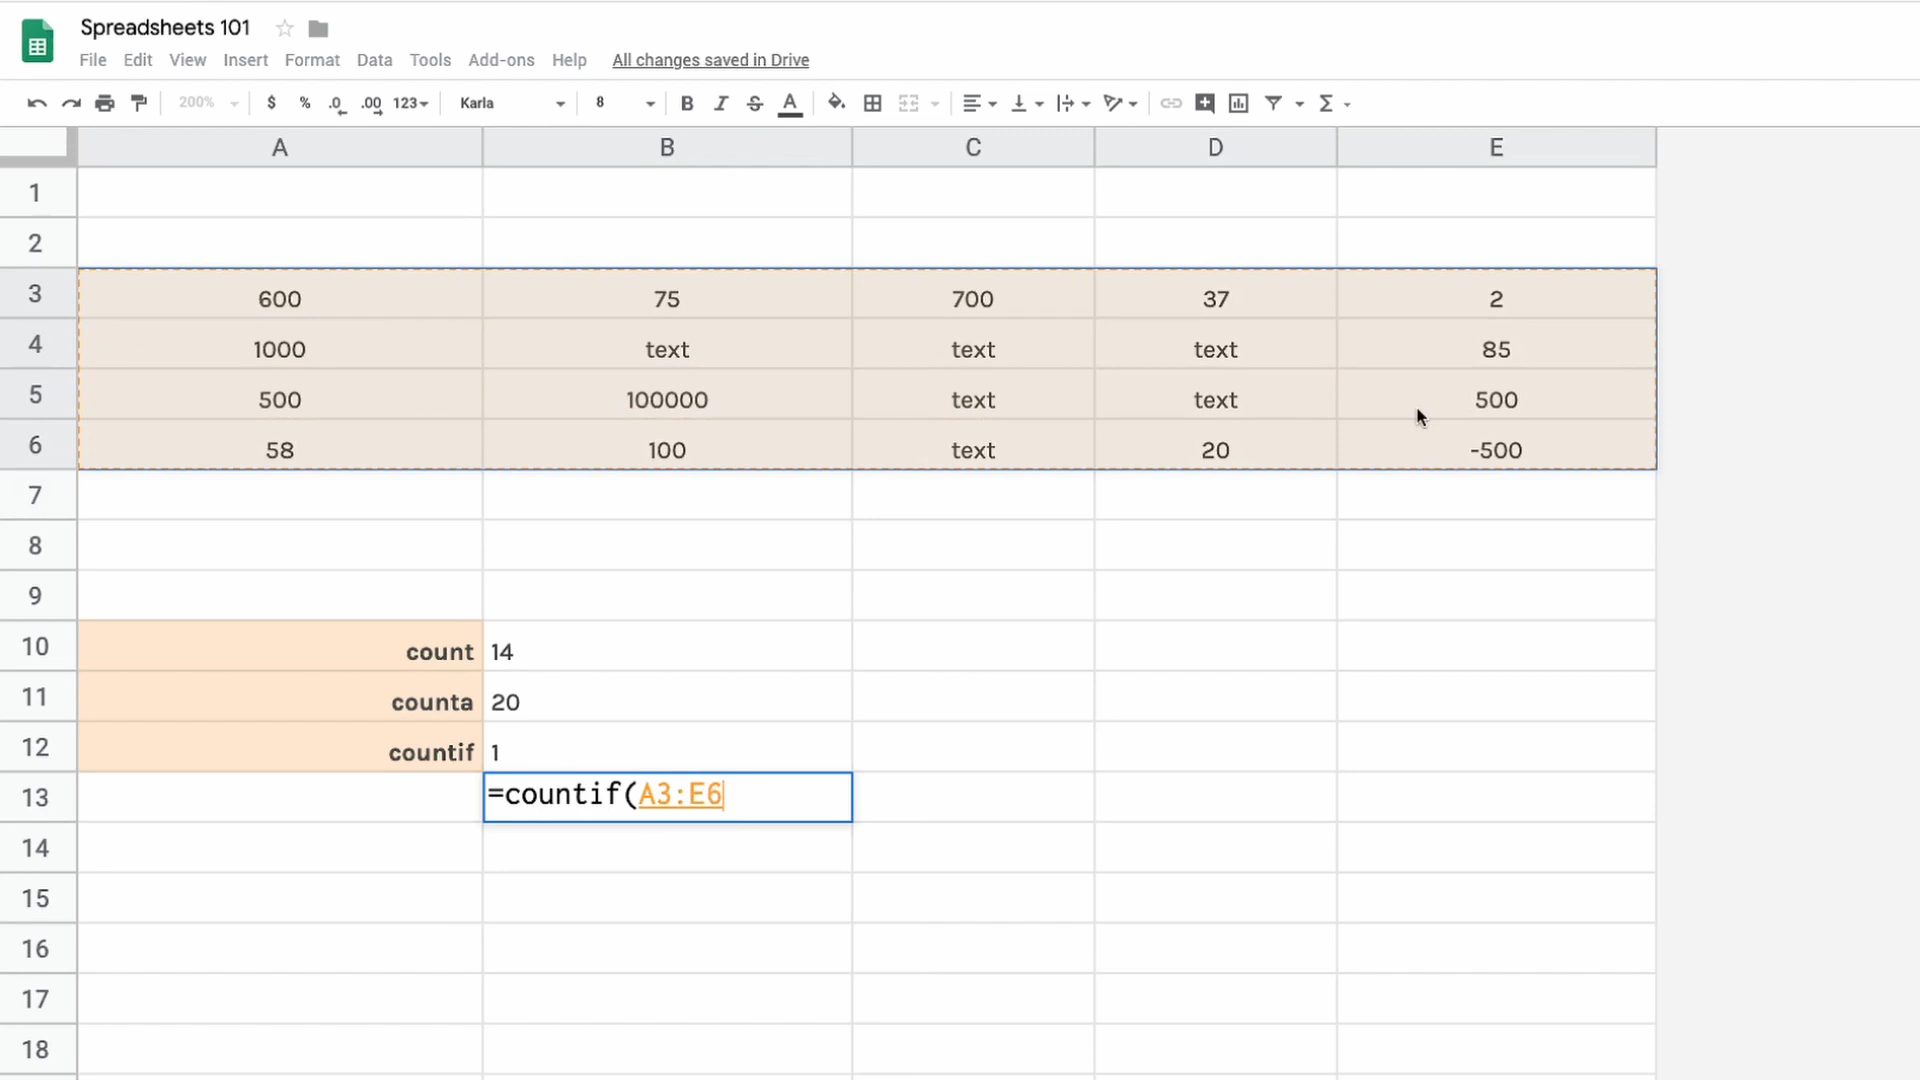 Spreadsheets 101
File Edit View Insert Format Data Tools Add-ons Help All changes saved in Drive
200% $ % .0 .00 123 Karla 8 B I S A Σ
A B C D E
1
2
3 600 75 700 37 2
4 1000 text text text 85
5 500 100000 text text 500
6 58 100 text 20 -500
7
8
9
10 count 14
11 counta 20
12 countif 1
13 =countif(A3:E6
14
15
16
17
18